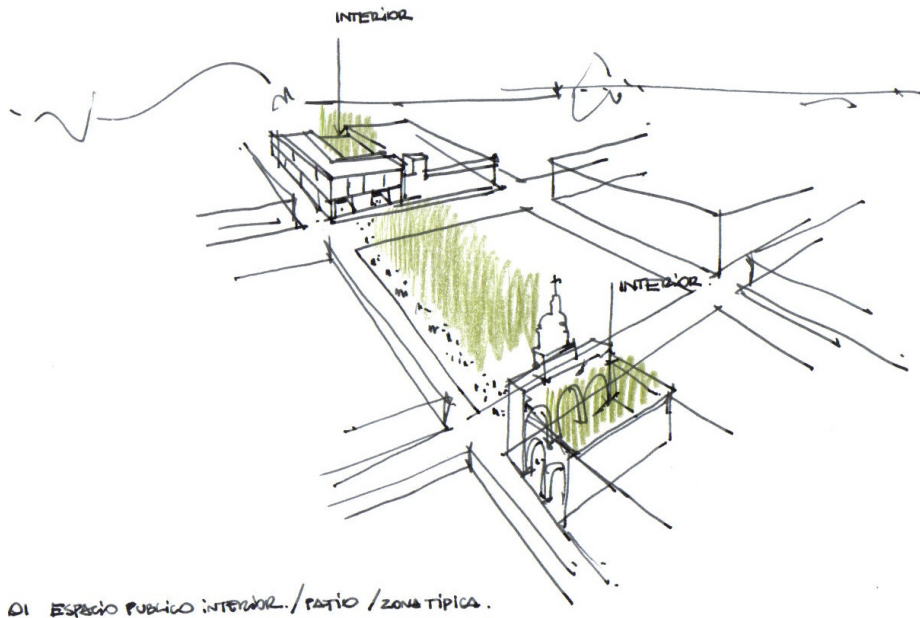 INTERIOR
INTERIOR
01 ESPACIO PUBLICO INTERIOR. / PATIO / ZONA TIPICA.